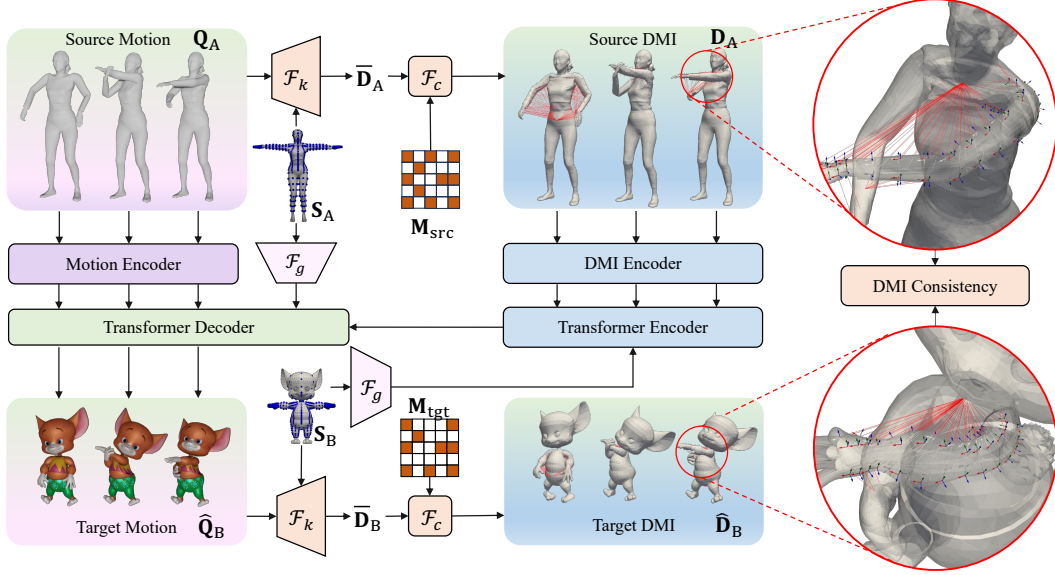 Source Motion Q_A
F_k
D̅_A
F_c
Source DMI D_A
S_A
M_src
Motion Encoder
F_g
DMI Encoder
DMI Consistency
Transformer Decoder
Transformer Encoder
F_g
S_B
M_tgt
Target Motion Q̂_B
F_k
D̅_B
F_c
Target DMI D̂_B